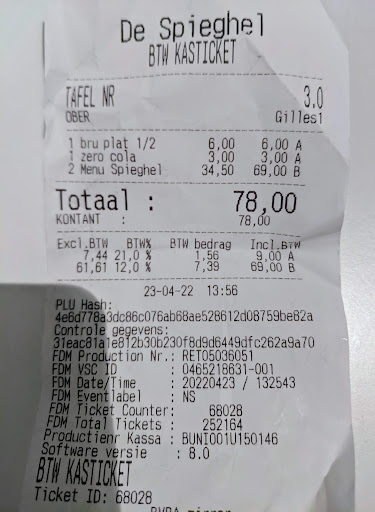 De Spieghel
BTW KASTICKET
TAFEL NR 3.0
OBER Gilles1
1 bru plat 1/2 6,00 6,00 A
1 zero cola 3,00 3,00 A
2 Menu Spieghel 34,50 69,00 B
Totaal : 78,00
KONTANT : 78,00
Excl.BTW BTW% BTW bedrag Incl.BTW
7,44 21,0 % 1,56 9,00 A
61,61 12,0 % 7,39 69,00 B
23-04-22 13:56
PLU Hash:
4e6d778a3dc86c076ab68ae528612d08759be82a
Controle gegevens:
31eac81a1e812b30b230f8d9d6449dfc262a9a70
FDM Production Nr.: RET05036051
FDM VSC ID : 0465218631-001
FDM Date/Time : 20220423 / 132543
FDM Eventlabel : NS
FDM Ticket Counter: 68028
FDM Total Tickets : 252164
Productienr Kassa : BUNI001U150146
Software versie : 8.0
BTW KASTICKET
Ticket ID: 68028